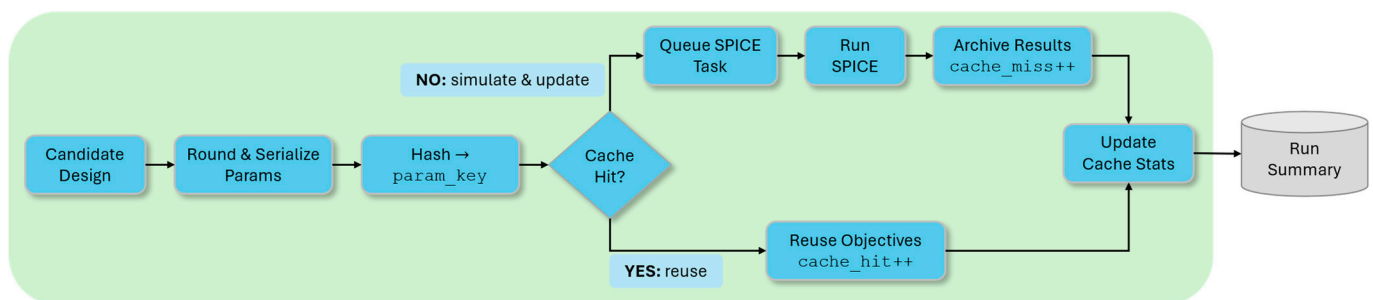 Candidate
Design
Round & Serialize
Params
Hash →
param_key
Cache
Hit?
NO: simulate & update
Queue SPICE
Task
Run
SPICE
Archive Results
cache_miss++
YES: reuse
Reuse Objectives
cache_hit++
Update
Cache Stats
Run
Summary